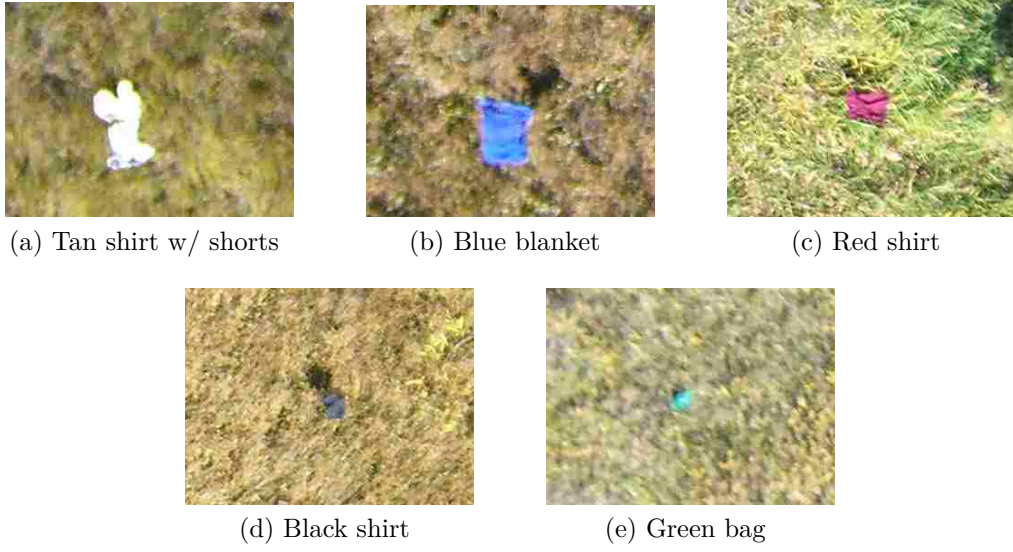 (a) Tan shirt w/ shorts
(b) Blue blanket
(c) Red shirt
(d) Black shirt
(e) Green bag